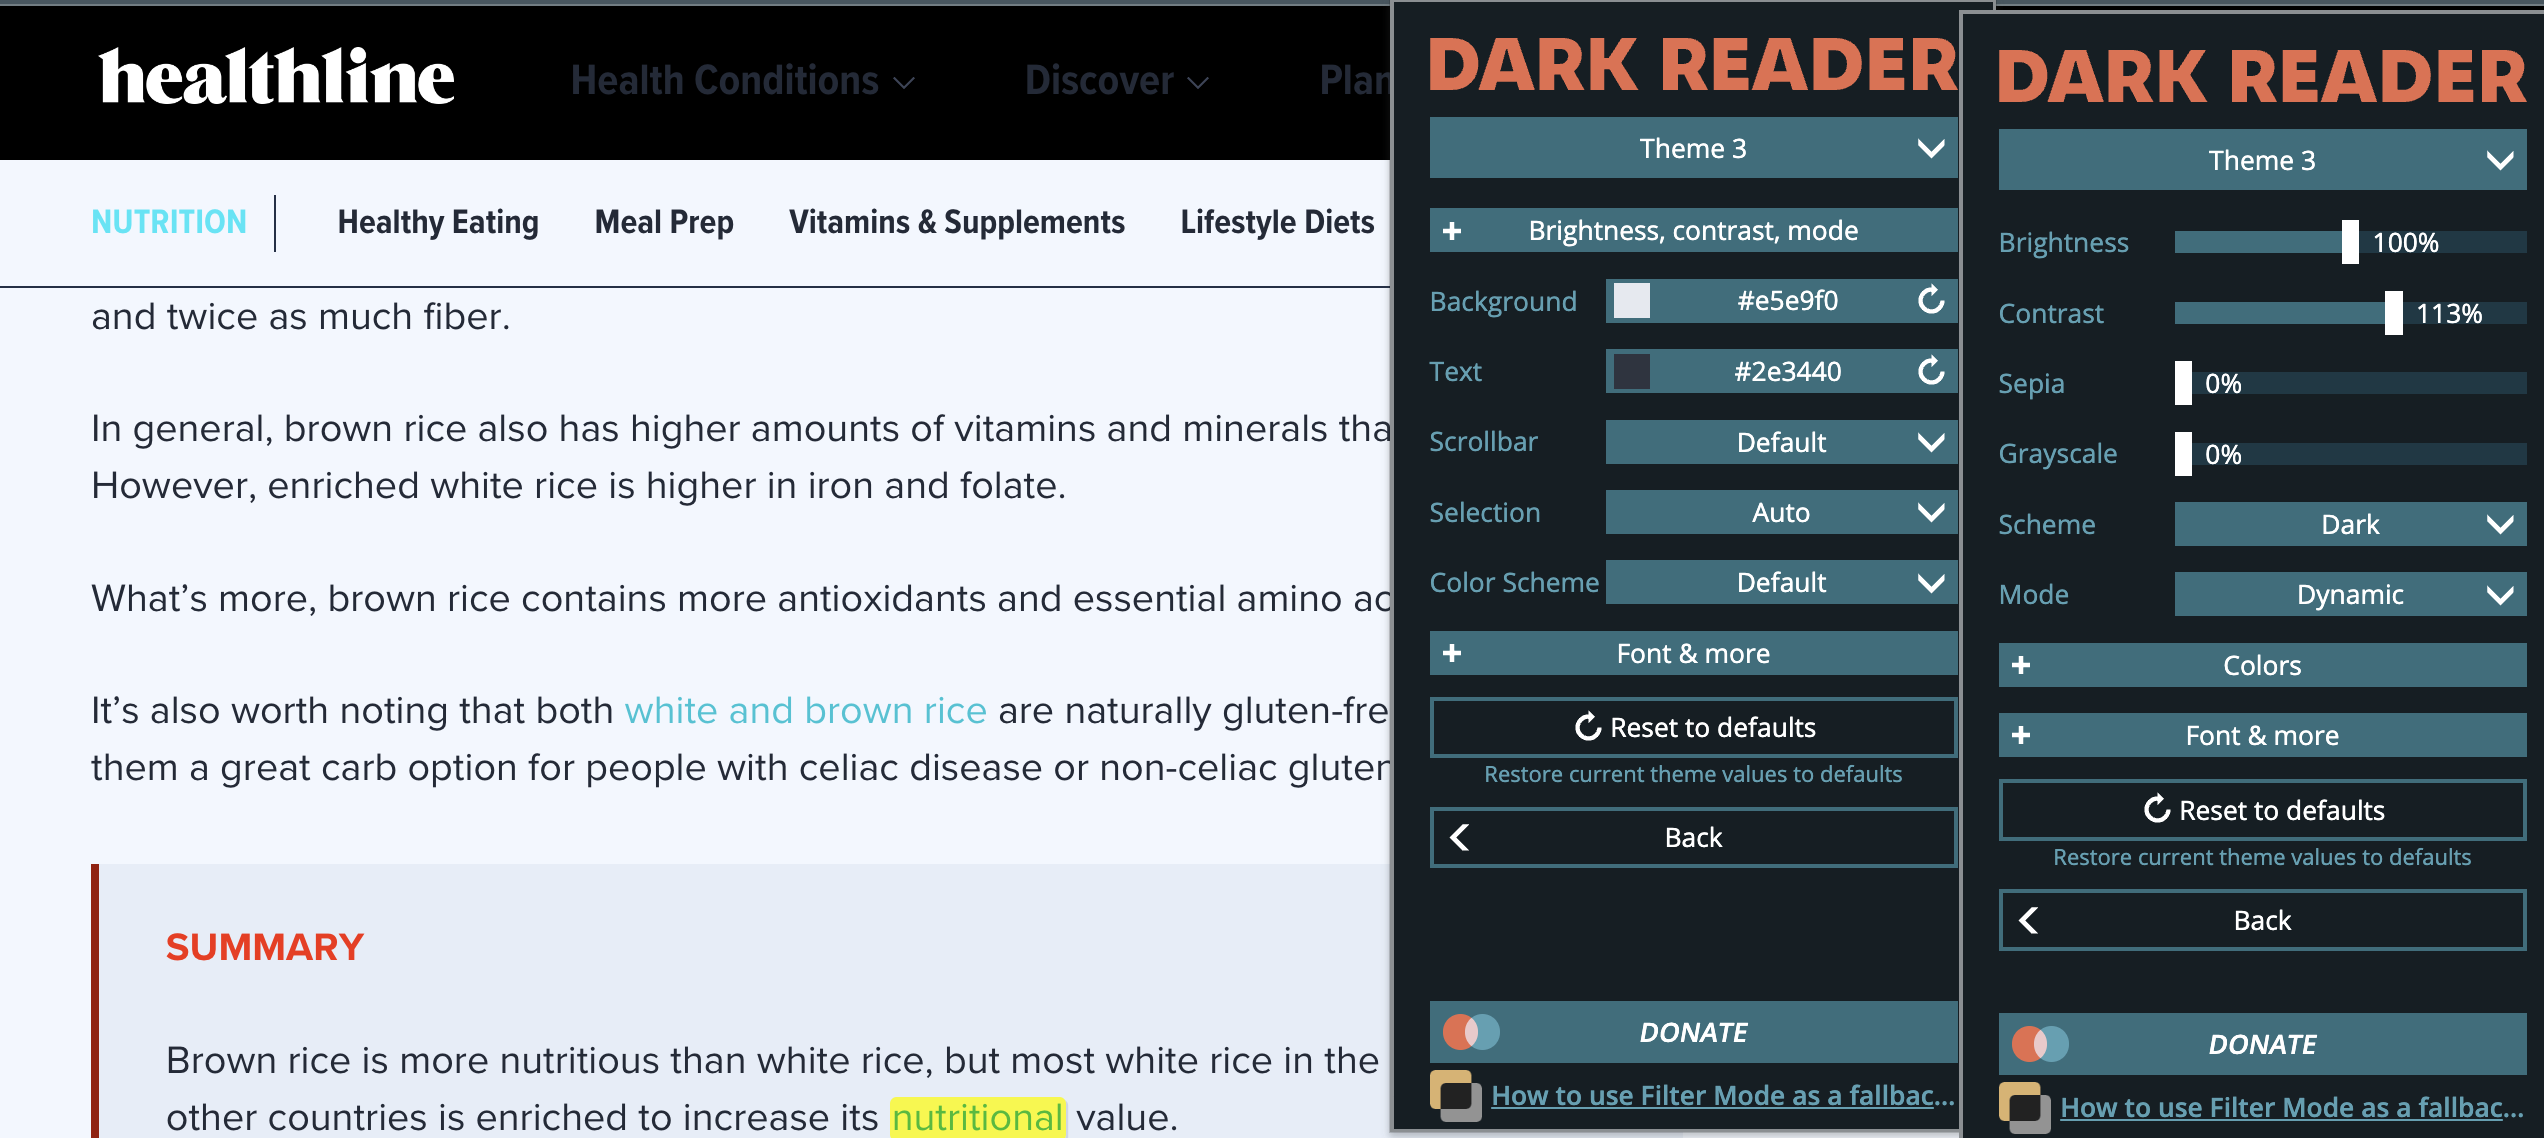 healthline
Health Conditions
Discover
Plan
NUTRITION
Healthy Eating
Meal Prep
Vitamins & Supplements
Lifestyle Diets
and twice as much fiber.
In general, brown rice also has higher amounts of vitamins and minerals tha
However, enriched white rice is higher in iron and folate.
What’s more, brown rice contains more antioxidants and essential amino ac
It’s also worth noting that both white and brown rice are naturally gluten-fre
them a great carb option for people with celiac disease or non-celiac gluten
SUMMARY
Brown rice is more nutritious than white rice, but most white rice in the
other countries is enriched to increase its nutritional value.
DARK READER
Theme 3
+ Brightness, contrast, mode
Background #e5e9f0
Text #2e3440
Scrollbar Default
Selection Auto
Color Scheme Default
+ Font & more
Reset to defaults
Restore current theme values to defaults
Back
DONATE
How to use Filter Mode as a fallbac...
DARK READER
Theme 3
Brightness 100%
Contrast 113%
Sepia 0%
Grayscale 0%
Scheme Dark
Mode Dynamic
+ Colors
+ Font & more
Reset to defaults
Restore current theme values to defaults
Back
DONATE
How to use Filter Mode as a fallbac...